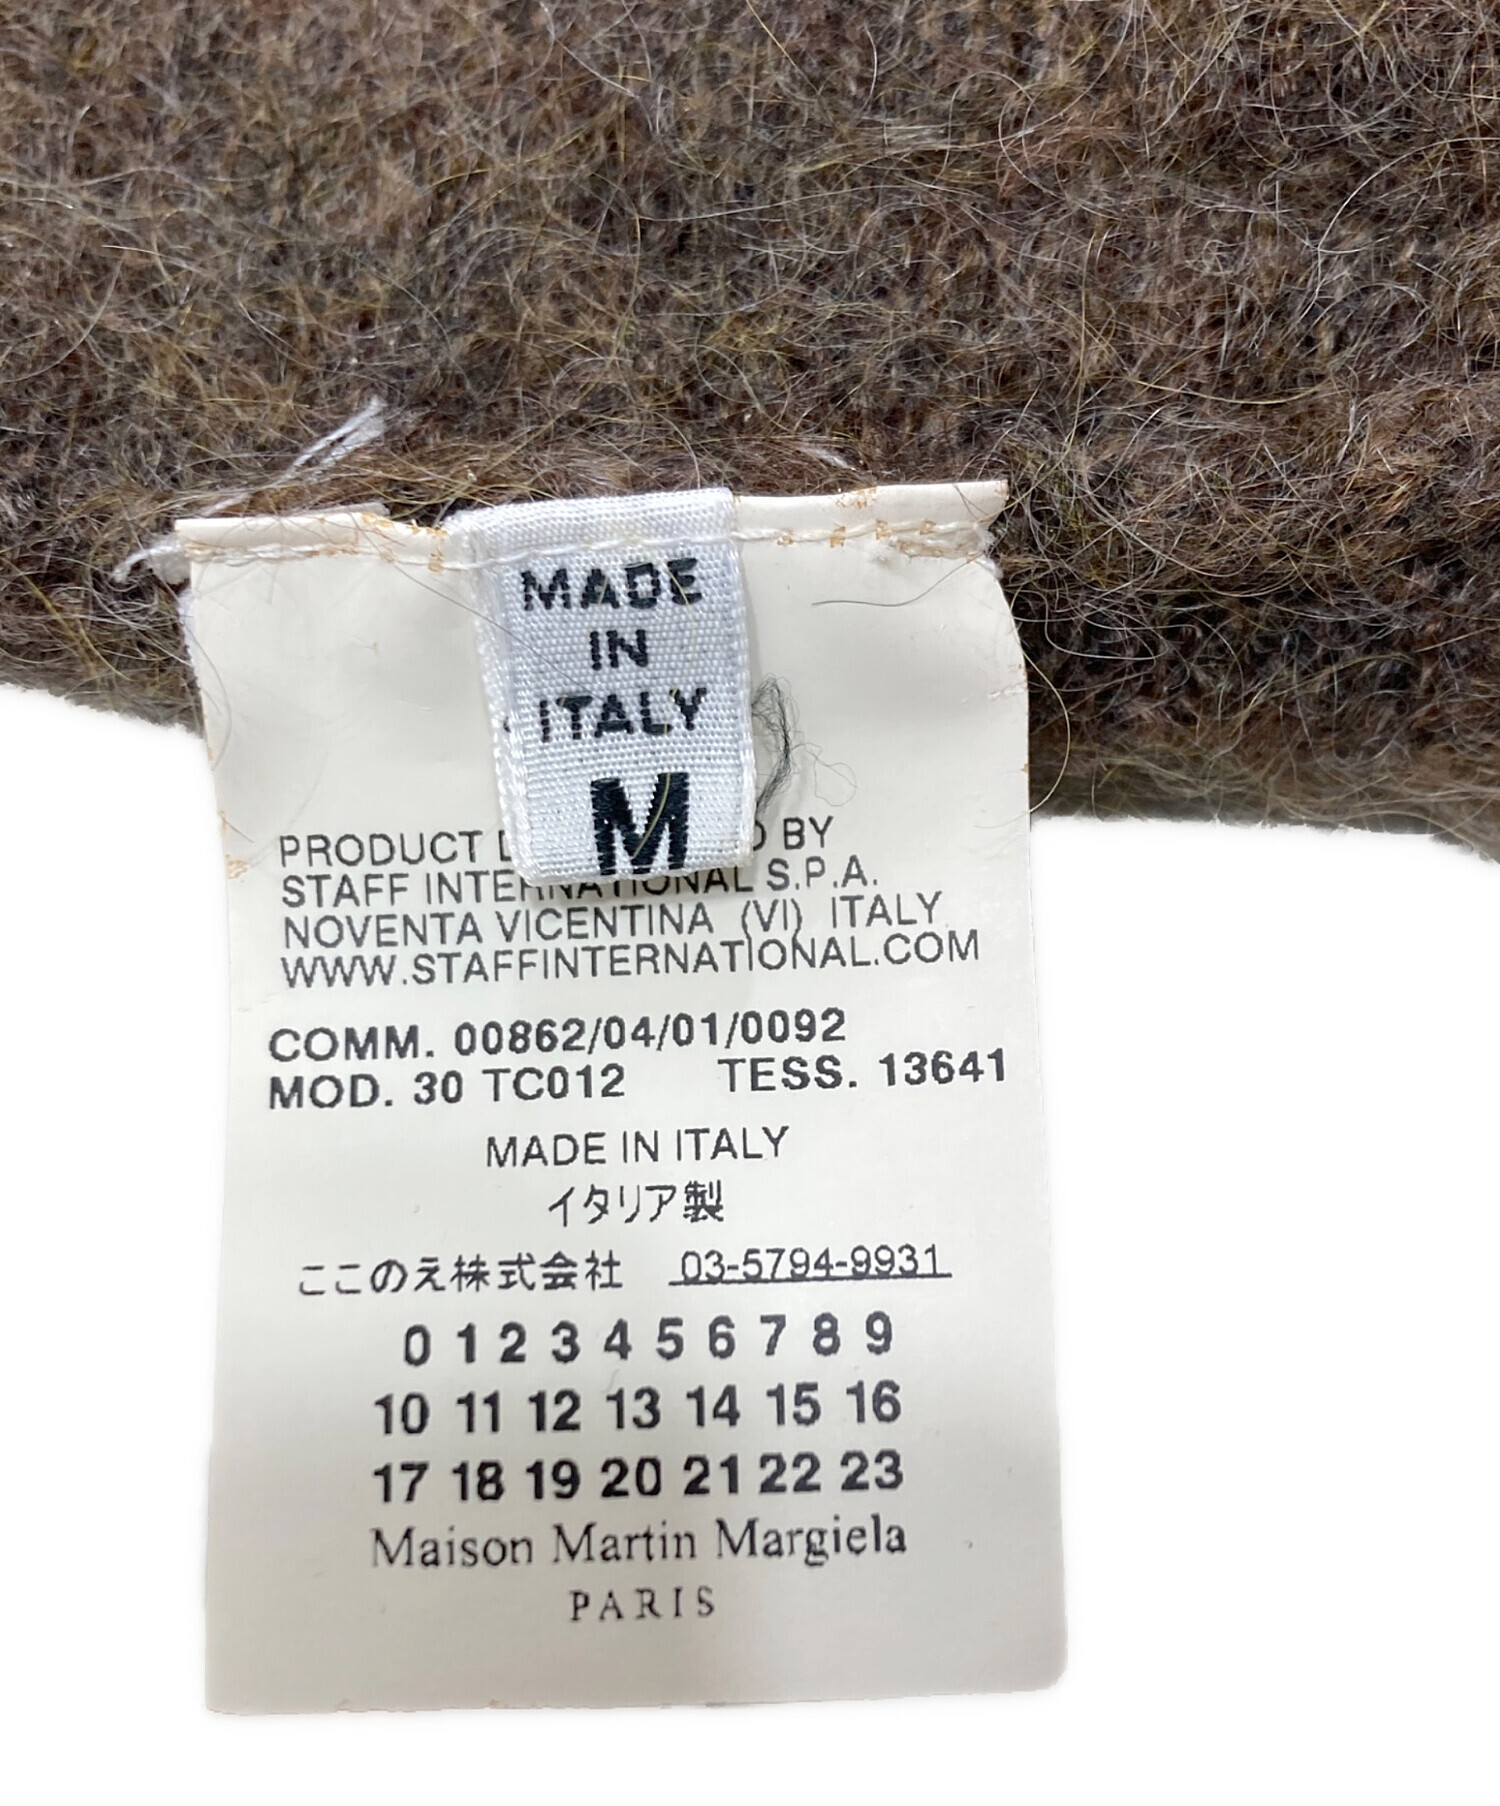 MADE
IN
ITALY
M
PRODUCT BY
STAFF INTERNATIONAL S.P.A.
NOVENTA VICENTINA (VI) ITALY
WWW.STAFFINTERNATIONAL.COM
COMM. 00862/04/01/0092
MOD. 30 TC012 TESS. 13641
MADE IN ITALY
イタリア製
ここのえ株式会社 03-5794-9931
0 1 2 3 4 5 6 7 8 9
10 11 12 13 14 15 16
17 18 19 20 21 22 23
Maison Martin Margiela
PARIS